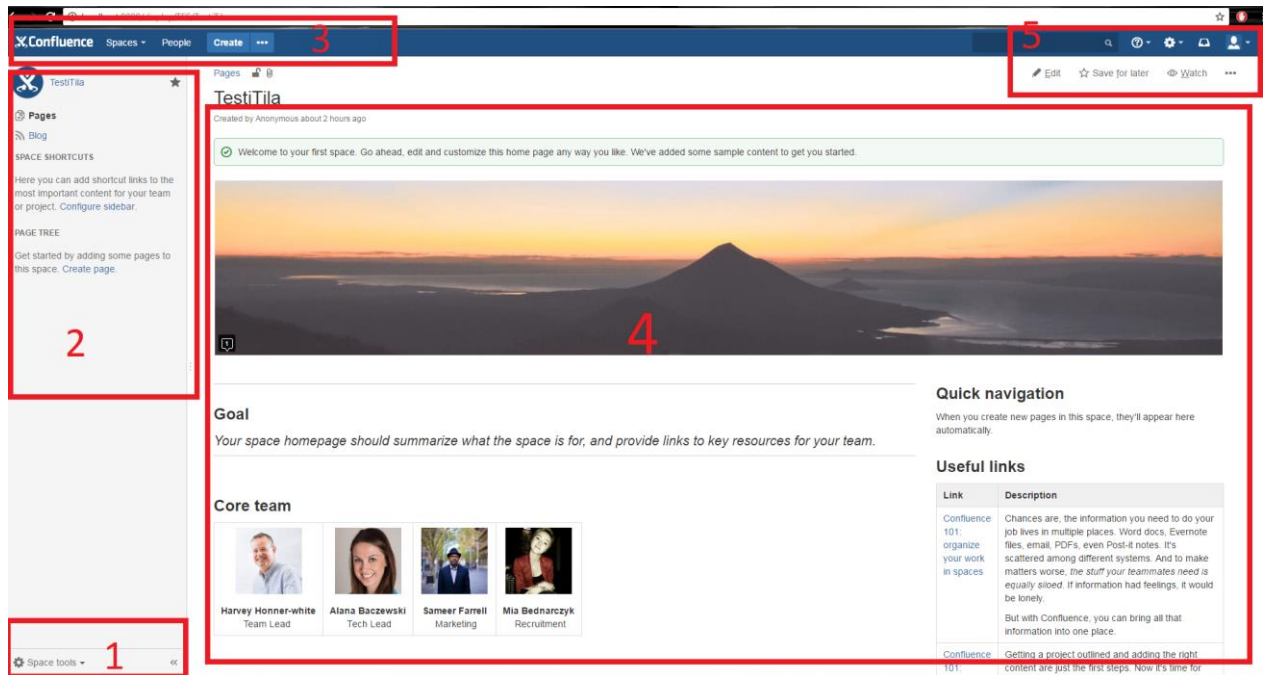 3
5
Confluence Spaces People Create •••
TestiTila
Pages
Blog
SPACE SHORTCUTS
Here you can add shortcut links to the
most important content for your team
or project. Configure sidebar.
PAGE TREE
Get started by adding some pages to
this space. Create page.
2
Space tools
1
Pages
Edit Save for later Watch •••
TestiTila
Created by Anonymous about 2 hours ago
Welcome to your first space. Go ahead, edit and customize this home page any way you like. We've added some sample content to get you started.
4
Goal
Your space homepage should summarize what the space is for, and provide links to key resources for your team.
Core team
Harvey Honner-white Alana Baczewski Sameer Farrell Mia Bednarczyk
Team Lead Tech Lead Marketing Recruitment
Quick navigation
When you create new pages in this space, they'll appear here
automatically.
Useful links
Link Description
Confluence
101:
organize
your work
in spaces
Chances are, the information you need to do your
job lives in multiple places. Word docs, Evernote
files, email, PDFs, even Post-it notes. It's
scattered among different systems. And to make
matters worse, the stuff your teammates need is
equally siloed. If information had feelings, it would
be lonely.
But with Confluence, you can bring all that
information into one place.
Confluence
101:
Getting a project outlined and adding the right
content are just the first steps. Now it's time for